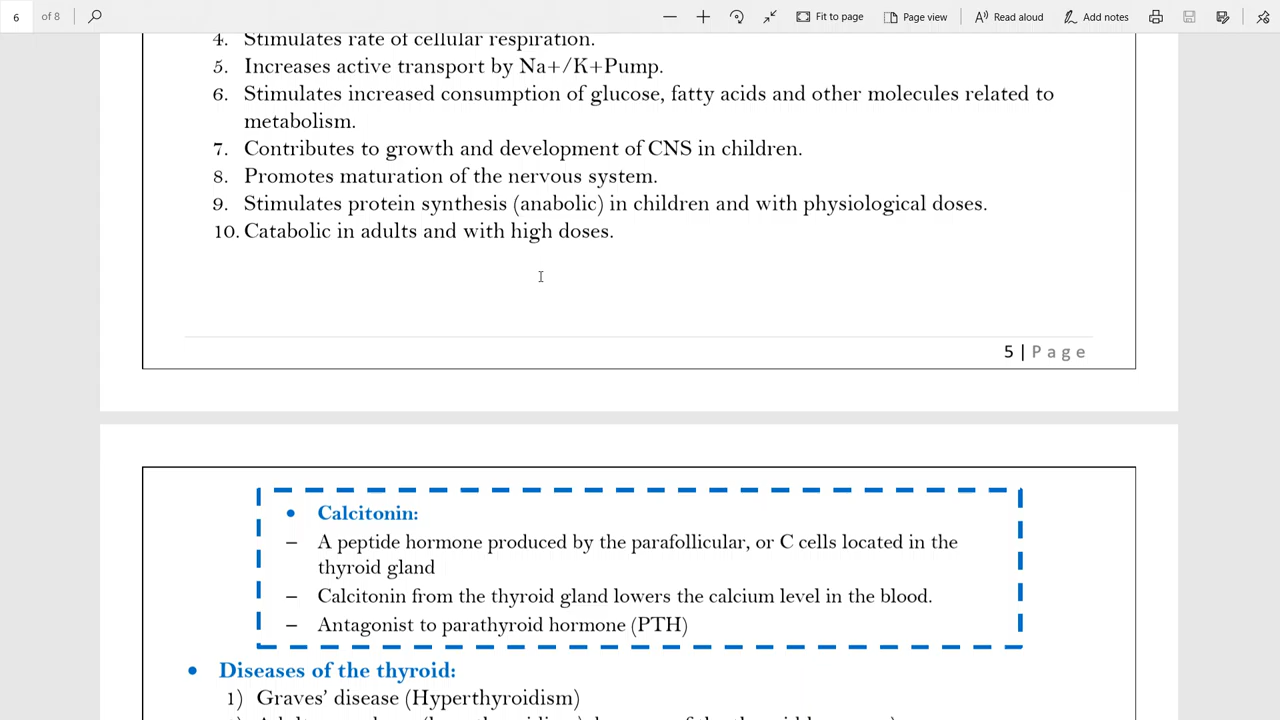 6 of 8 Fit to page Page view Read aloud Add notes
4. Stimulates rate of cellular respiration.
5. Increases active transport by Na+/K+Pump.
6. Stimulates increased consumption of glucose, fatty acids and other molecules related to
metabolism.
7. Contributes to growth and development of CNS in children.
8. Promotes maturation of the nervous system.
9. Stimulates protein synthesis (anabolic) in children and with physiological doses.
10. Catabolic in adults and with high doses.
5 | Page
• Calcitonin:
– A peptide hormone produced by the parafollicular, or C cells located in the
thyroid gland
– Calcitonin from the thyroid gland lowers the calcium level in the blood.
– Antagonist to parathyroid hormone (PTH)
• Diseases of the thyroid:
1) Graves' disease (Hyperthyroidism)